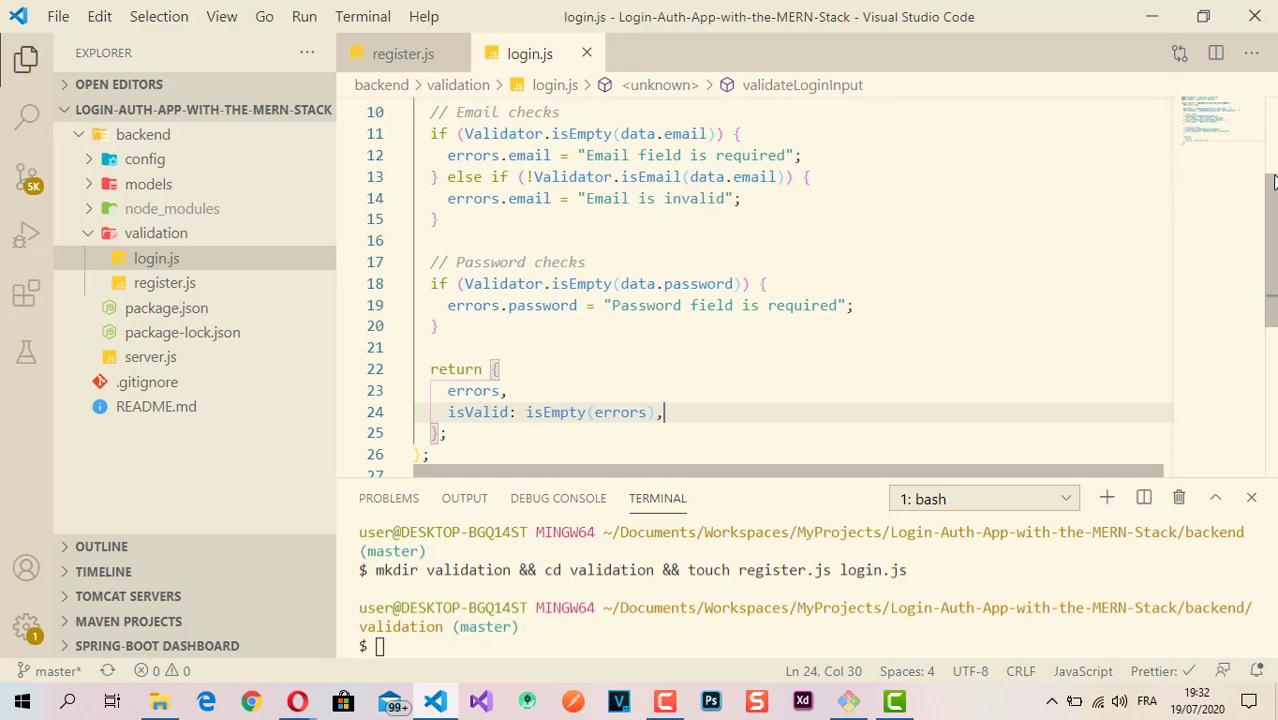 File Edit Selection View Go Run Terminal Help
login.js - Login-Auth-App-with-the-MERN-Stack - Visual Studio Code
EXPLORER
OPEN EDITORS
LOGIN-AUTH-APP-WITH-THE-MERN-STACK
backend
config
models
node_modules
validation
login.js
register.js
package.json
package-lock.json
server.js
.gitignore
README.md
OUTLINE
TIMELINE
TOMCAT SERVERS
MAVEN PROJECTS
SPRING-BOOT DASHBOARD
5K
1
JS register.js
JS login.js
backend > validation > JS login.js > <unknown> > validateLoginInput
10 // Email checks
11 if (Validator.isEmpty(data.email)) {
12 errors.email = "Email field is required";
13 } else if (!Validator.isEmail(data.email)) {
14 errors.email = "Email is invalid";
15 }
16
17 // Password checks
18 if (Validator.isEmpty(data.password)) {
19 errors.password = "Password field is required";
20 }
21
22 return {
23 errors,
24 isValid: isEmpty(errors),
25 };
26 };
27
PROBLEMS OUTPUT DEBUG CONSOLE TERMINAL
1: bash
user@DESKTOP-BGQ14ST MINGW64 ~/Documents/Workspaces/MyProjects/Login-Auth-App-with-the-MERN-Stack/backend
(master)
$ mkdir validation && cd validation && touch register.js login.js
user@DESKTOP-BGQ14ST MINGW64 ~/Documents/Workspaces/MyProjects/Login-Auth-App-with-the-MERN-Stack/backend/
validation (master)
$
master* 0 0 Ln 24, Col 30 Spaces: 4 UTF-8 CRLF JavaScript Prettier: ✓
99+ Ps S Xd FRA 19:32
19/07/2020